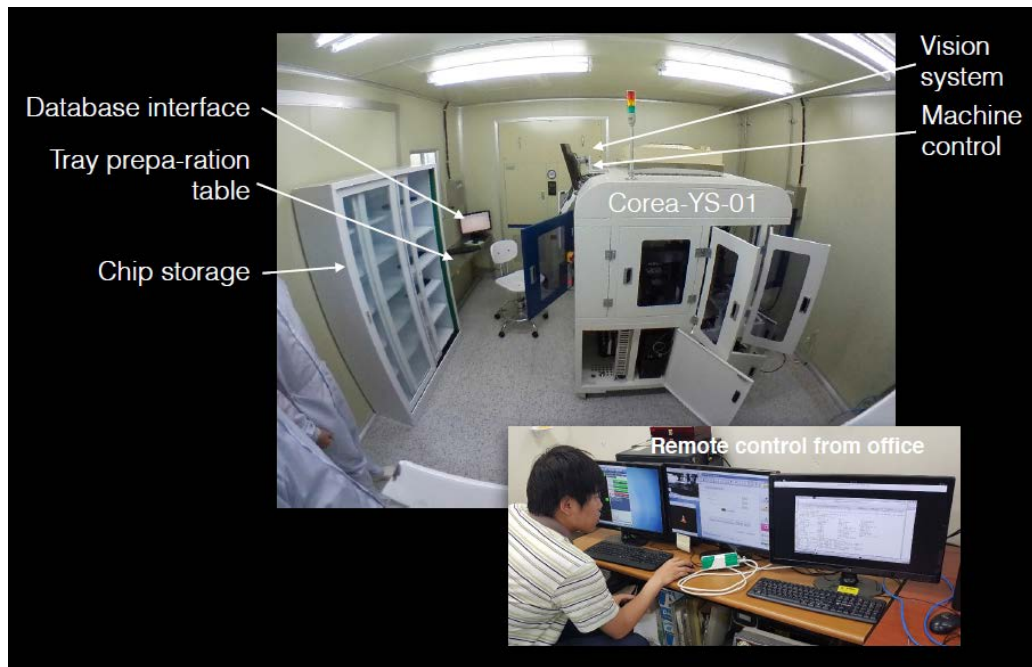 Database interface
Tray prepa-ration
table
Chip storage
Vision
system
Machine
control
Corea-YS-01
Remote control from office